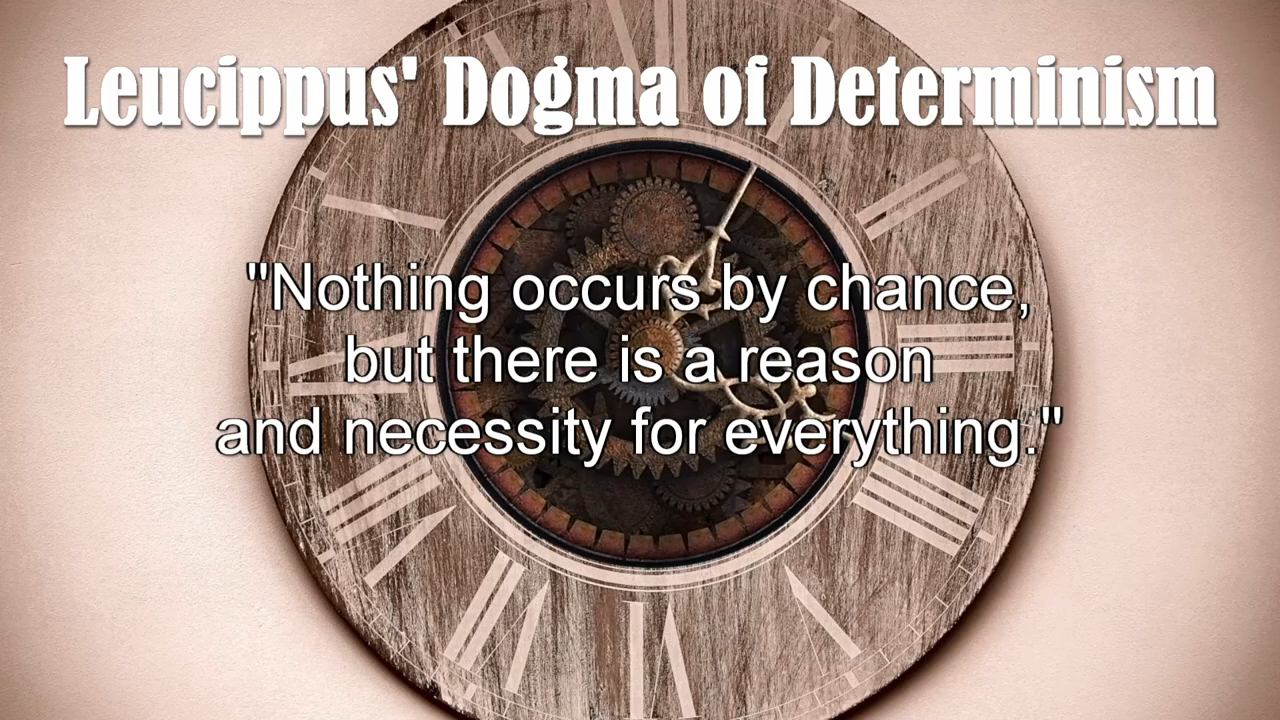 Leucippus' Dogma of Determinism
"Nothing occurs by chance,
but there is a reason
and necessity for everything."